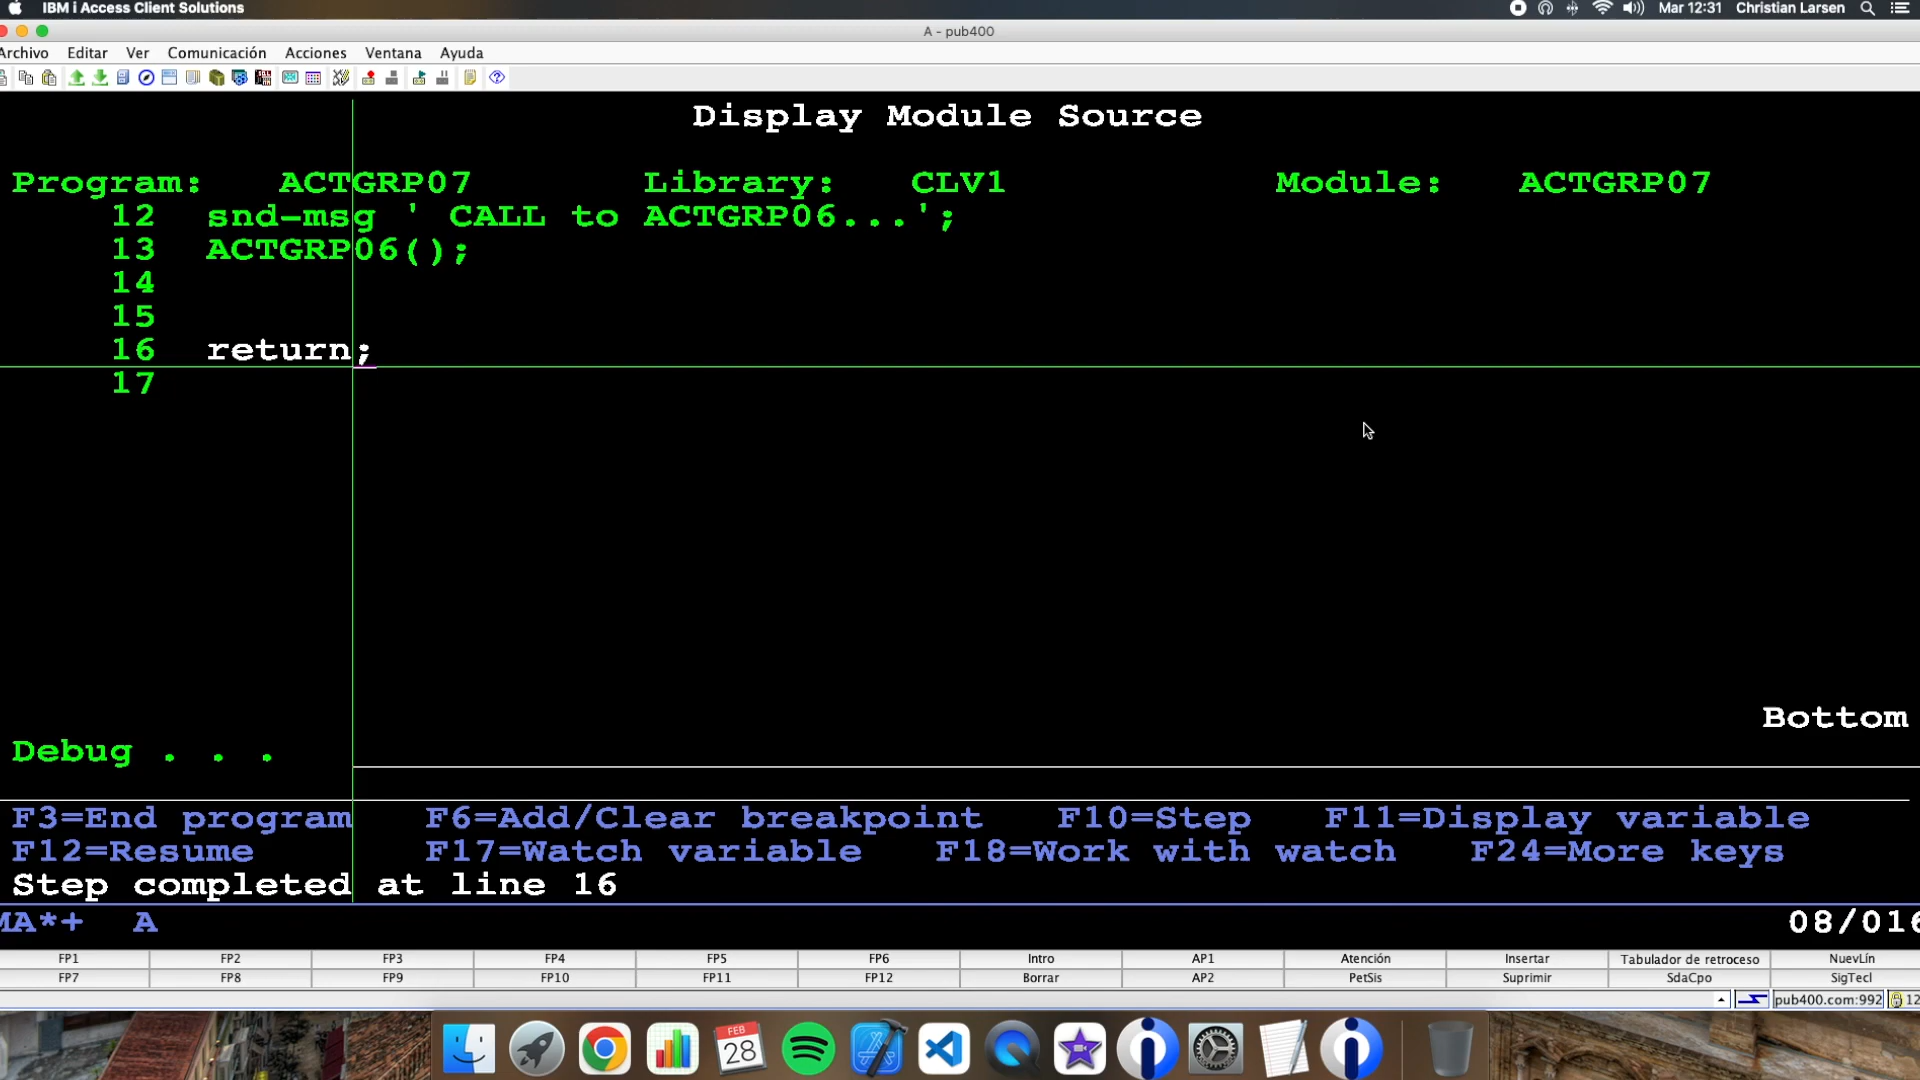 IBM i Access Client Solutions Mar 12:31 Christian Larsen
A - pub400
Archivo Editar Ver Comunicación Acciones Ventana Ayuda
Display Module Source
Program: ACTGRP07 Library: CLV1 Module: ACTGRP07
12 snd-msg ' CALL to ACTGRP06...';
13 ACTGRP06();
14
15
16 return;
17
Bottom
Debug . . .
F3=End program F6=Add/Clear breakpoint F10=Step F11=Display variable
F12=Resume F17=Watch variable F18=Work with watch F24=More keys
Step completed at line 16
MA*+ A 08/016
FP1 FP2 FP3 FP4 FP5 FP6 Intro AP1 Atención Insertar Tabulador de retroceso NuevLín
FP7 FP8 FP9 FP10 FP11 FP12 Borrar AP2 PetSis Suprimir SdaCpo SigTecl
pub400.com:992 12
FEB
28